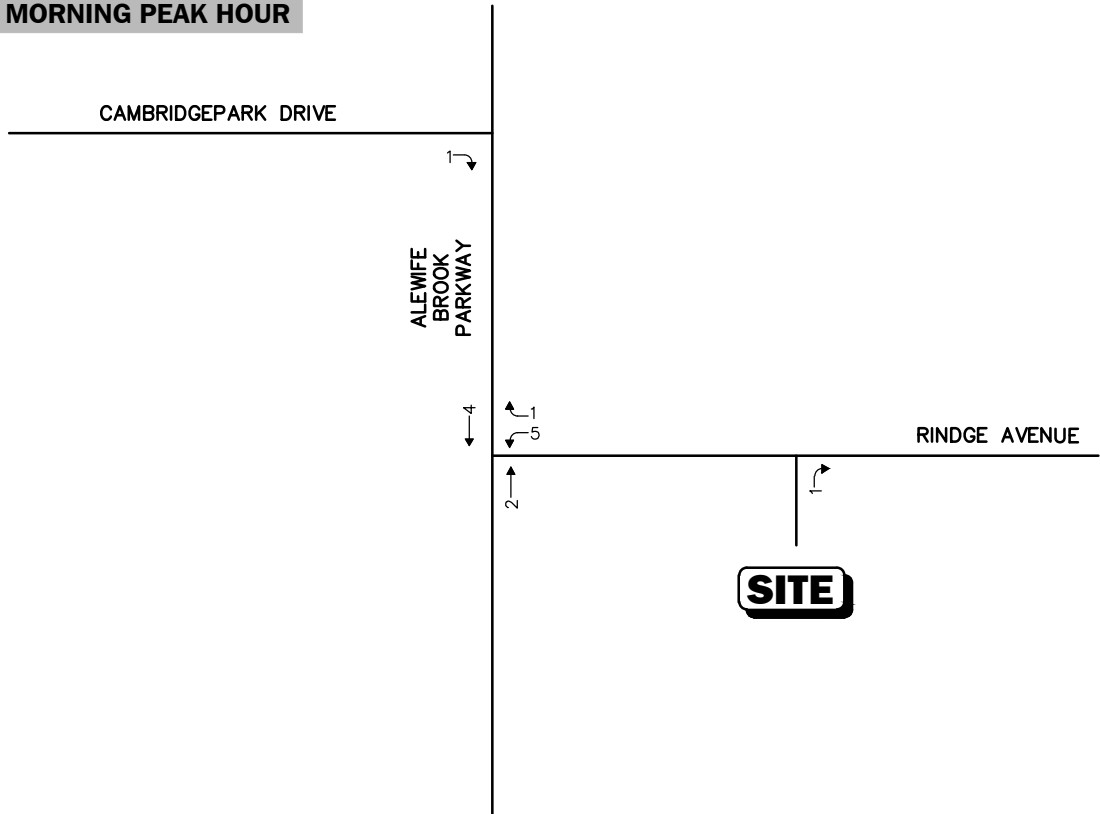 MORNING PEAK HOUR
CAMBRIDGEPARK DRIVE
1
ALEWIFE
BROOK
PARKWAY
4
1
5
RINDGE AVENUE
2
1
SITE